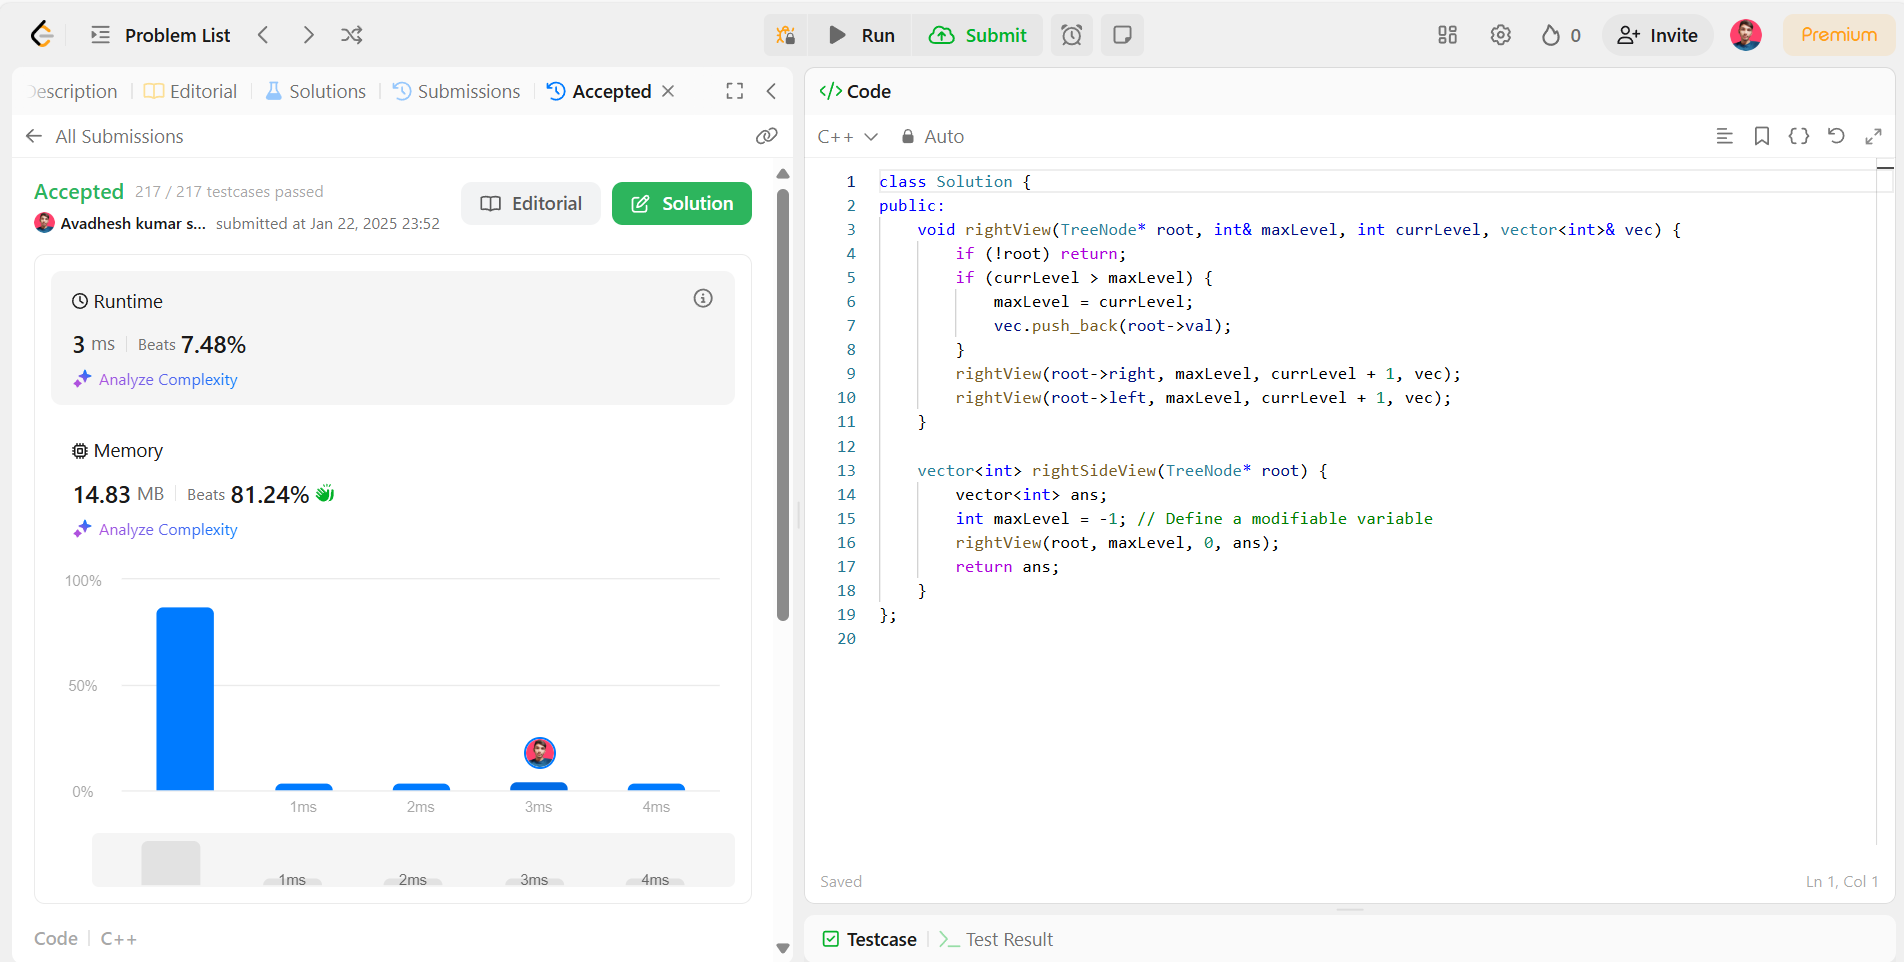 Problem List
Run
Submit
0
Invite
Premium
Description
Editorial
Solutions
Submissions
Accepted
All Submissions
Accepted 217 / 217 testcases passed
Avadhesh kumar s... submitted at Jan 22, 2025 23:52
Editorial
Solution
Runtime
3 ms Beats 7.48%
Analyze Complexity
Memory
14.83 MB Beats 81.24%
Analyze Complexity
100%
50%
0%
1ms 2ms 3ms 4ms
1ms 2ms 3ms 4ms
Code C++
</> Code
C++ Auto
1 class Solution {
2 public:
3 void rightView(TreeNode* root, int& maxLevel, int currLevel, vector<int>& vec) {
4 if (!root) return;
5 if (currLevel > maxLevel) {
6 maxLevel = currLevel;
7 vec.push_back(root->val);
8 }
9 rightView(root->right, maxLevel, currLevel + 1, vec);
10 rightView(root->left, maxLevel, currLevel + 1, vec);
11 }
12
13 vector<int> rightSideView(TreeNode* root) {
14 vector<int> ans;
15 int maxLevel = -1; // Define a modifiable variable
16 rightView(root, maxLevel, 0, ans);
17 return ans;
18 }
19 };
20
Saved
Ln 1, Col 1
Testcase
Test Result